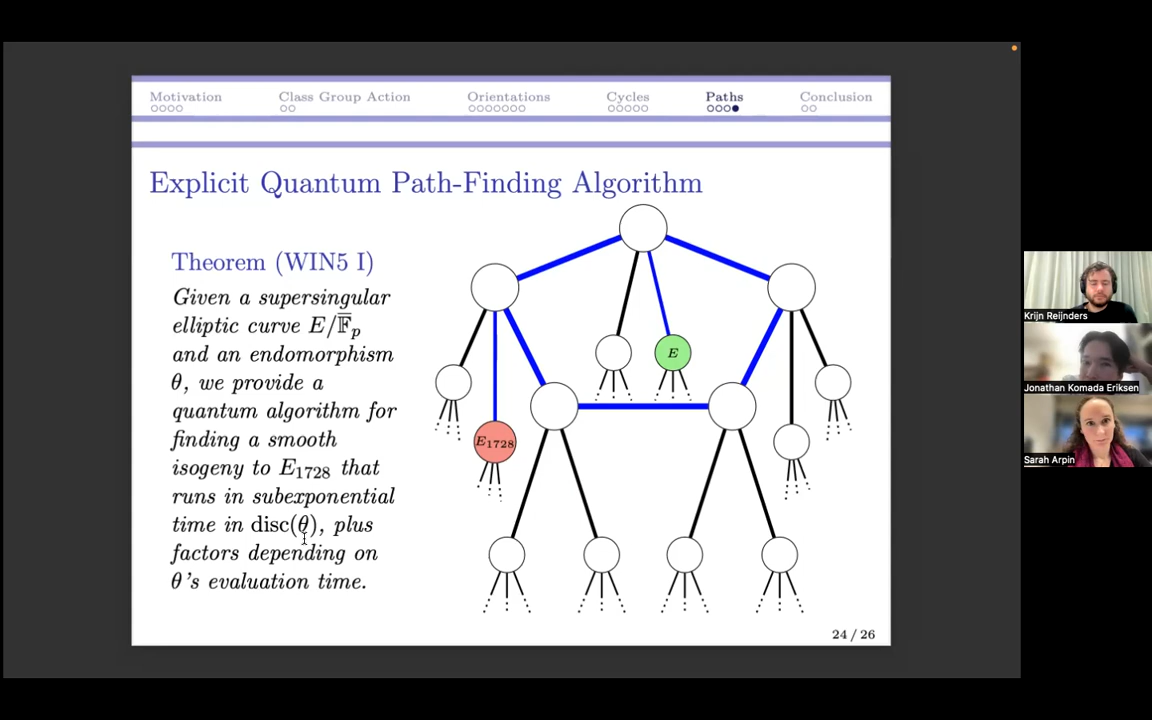 Motivation Class Group Action Orientations Cycles Paths Conclusion
Explicit Quantum Path-Finding Algorithm
Theorem (WIN5 I)
Given a supersingular
elliptic curve E/F̅ₚ
and an endomorphism
θ, we provide a
quantum algorithm for
finding a smooth
isogeny to E₁₇₂₈ that
runs in subexponential
time in disc(θ), plus
factors depending on
θ's evaluation time.
E
E₁₇₂₈
24 / 26
Krijn Reijnders
Jonathan Komada Eriksen
Sarah Arpin